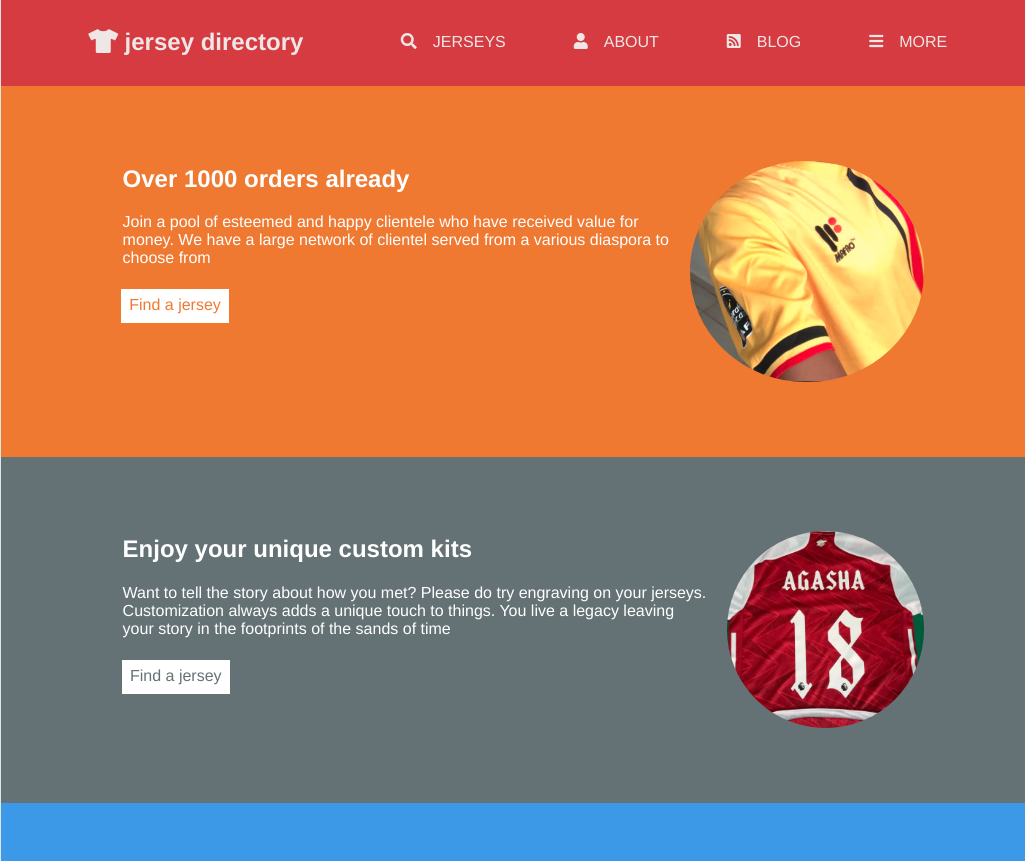 jersey directory
JERSEYS
ABOUT
BLOG
MORE
Over 1000 orders already
Join a pool of esteemed and happy clientele who have received value for
money. We have a large network of clientel served from a various diaspora to
choose from
Find a jersey
Enjoy your unique custom kits
Want to tell the story about how you met? Please do try engraving on your jerseys.
Customization always adds a unique touch to things. You live a legacy leaving
your story in the footprints of the sands of time
Find a jersey
AGASHA
18